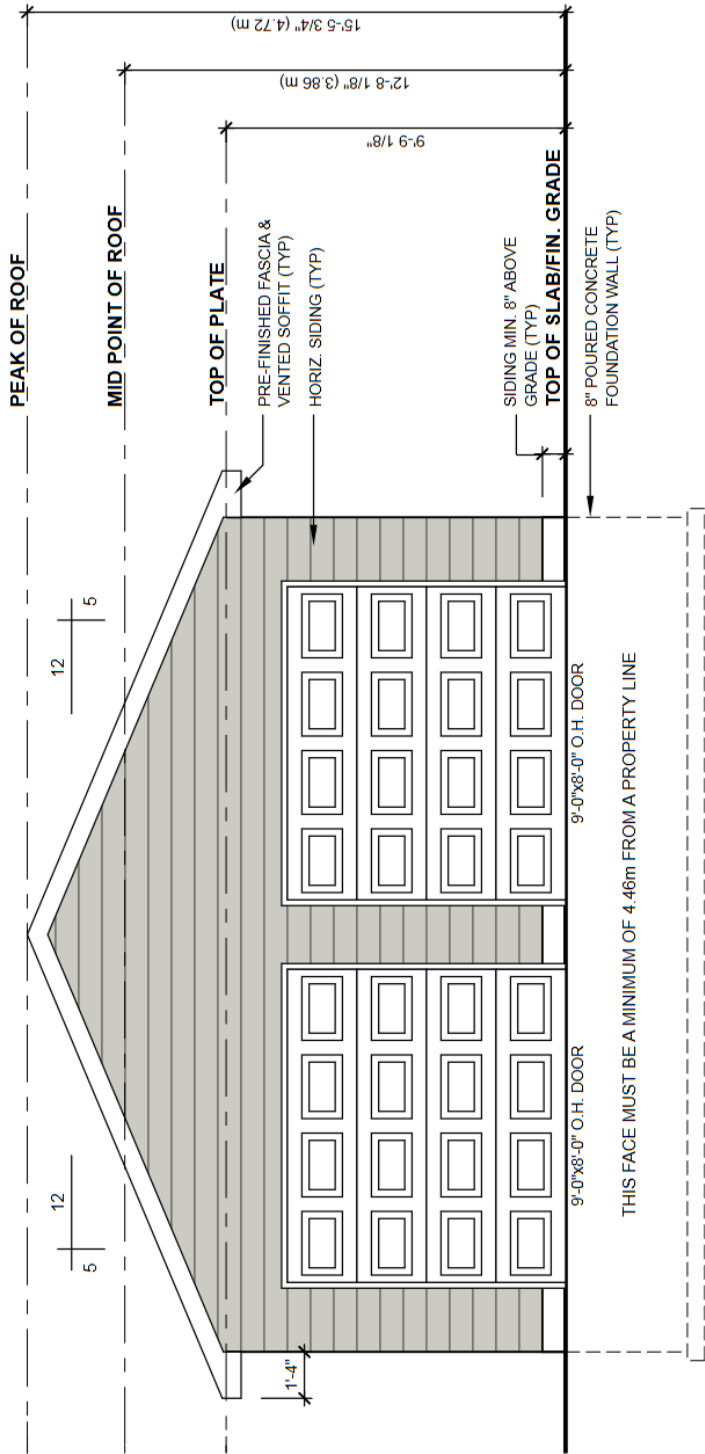 PEAK OF ROOF
MID POINT OF ROOF
TOP OF PLATE
PRE-FINISHED FASCIA &
VENTED SOFFIT (TYP)
HORIZ. SIDING (TYP)
SIDING MIN. 8" ABOVE
GRADE (TYP)
TOP OF SLAB/FIN. GRADE
8" POURED CONCRETE
FOUNDATION WALL (TYP)
15'-5 3/4" (4.72 m)
12'-8 1/8" (3.86 m)
9'-9 1/8"
12
5
12
5
1'-4"
9'-0"x8'-0" O.H. DOOR
9'-0"x8'-0" O.H. DOOR
THIS FACE MUST BE A MINIMUM OF 4.46m FROM A PROPERTY LINE